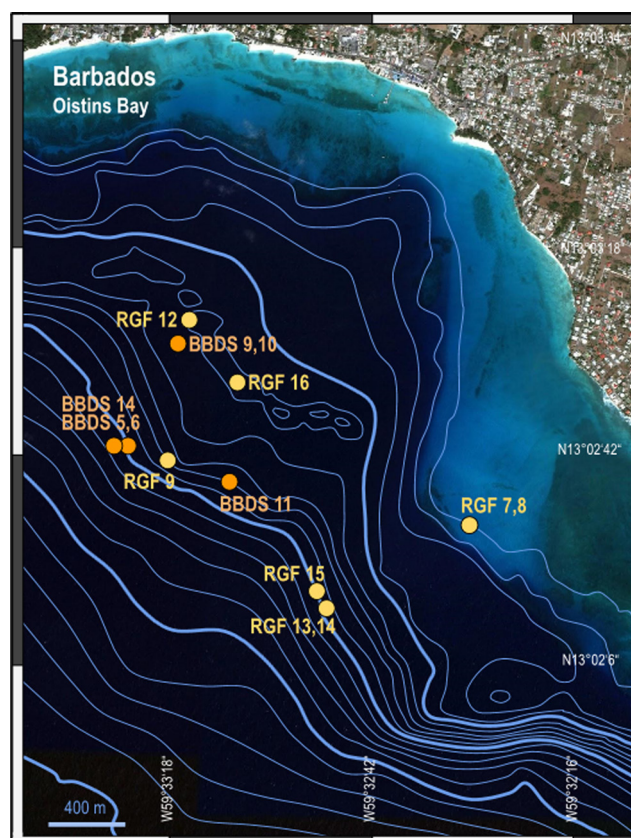 Barbados
Oistins Bay
N13°03'34"
N13°03'18"
RGF 12
BBDS 9,10
RGF 16
BBDS 14
BBDS 5,6
N13°02'42"
RGF 9
BBDS 11
RGF 7,8
RGF 15
RGF 13,14
N13°02'6"
W59°33'18"
W59°32'42"
W59°32'16"
400 m